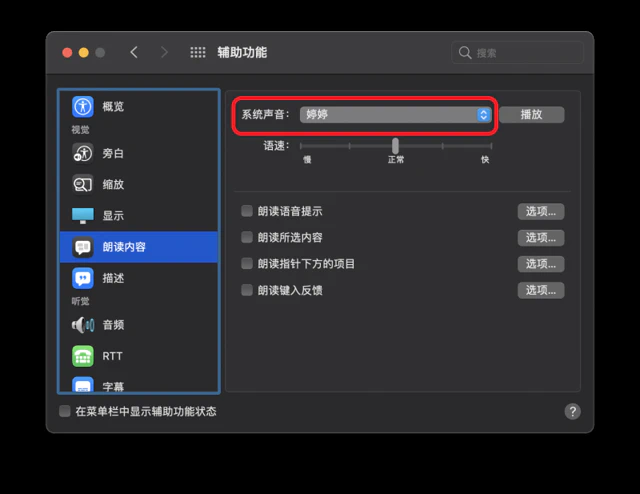 辅助功能
搜索
概览
视觉
旁白
缩放
显示
朗读内容
描述
听觉
音频
RTT
字幕
系统声音： 婷婷 播放
语速：
慢 正常 快
朗读语音提示 选项...
朗读所选内容 选项...
朗读指针下方的项目 选项...
朗读键入反馈 选项...
在菜单栏中显示辅助功能状态 ?